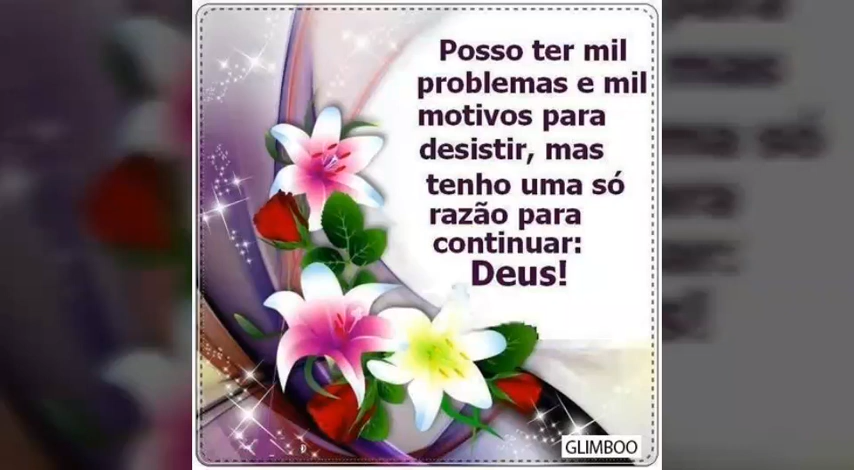 Posso ter mil
problemas e mil
motivos para
desistir, mas
tenho uma só
razão para
continuar:
Deus!
GLIMBOO